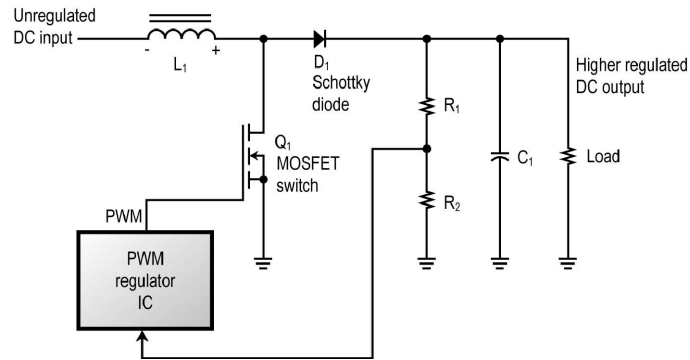 Unregulated
DC input
- +
L1
D1
Schottky
diode
Higher regulated
DC output
R1
Q1
MOSFET
switch
C1
Load
R2
PWM
PWM
regulator
IC